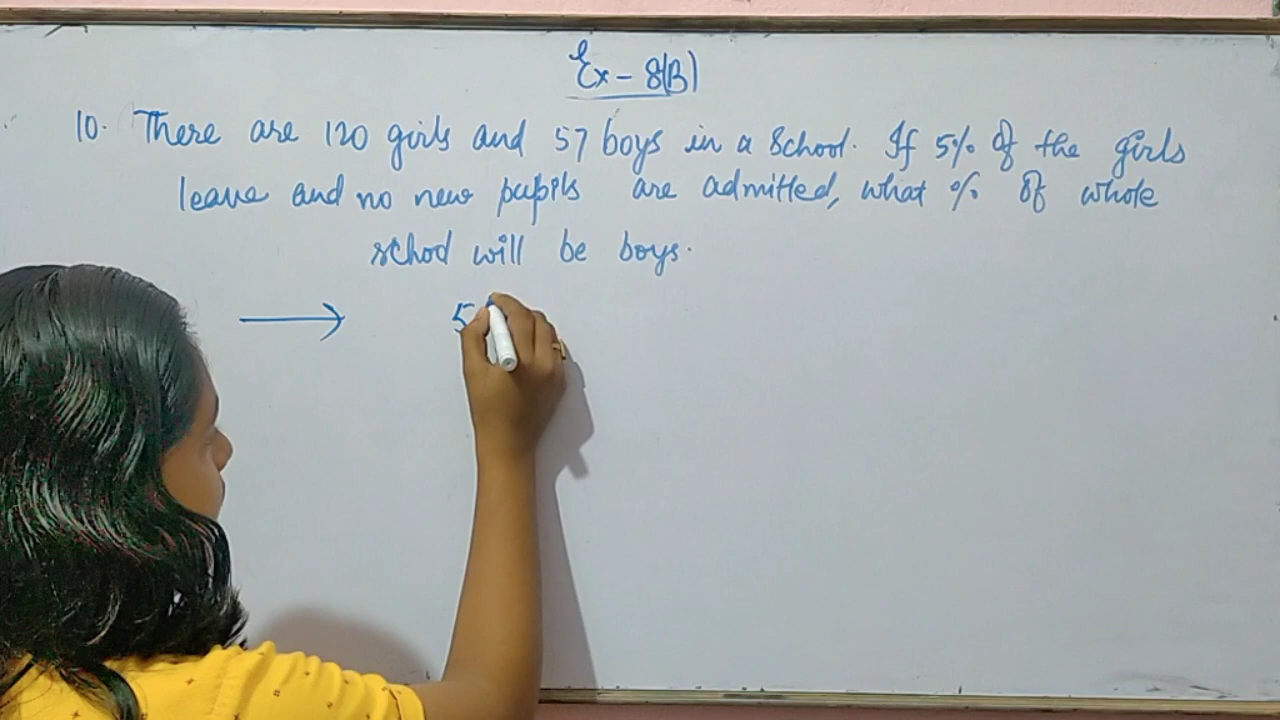 Ex - 8(B)
10. There are 120 girls and 57 boys in a School. If 5% of the girls
leave and no new pupils are admitted, what % of whole
school will be boys.
5